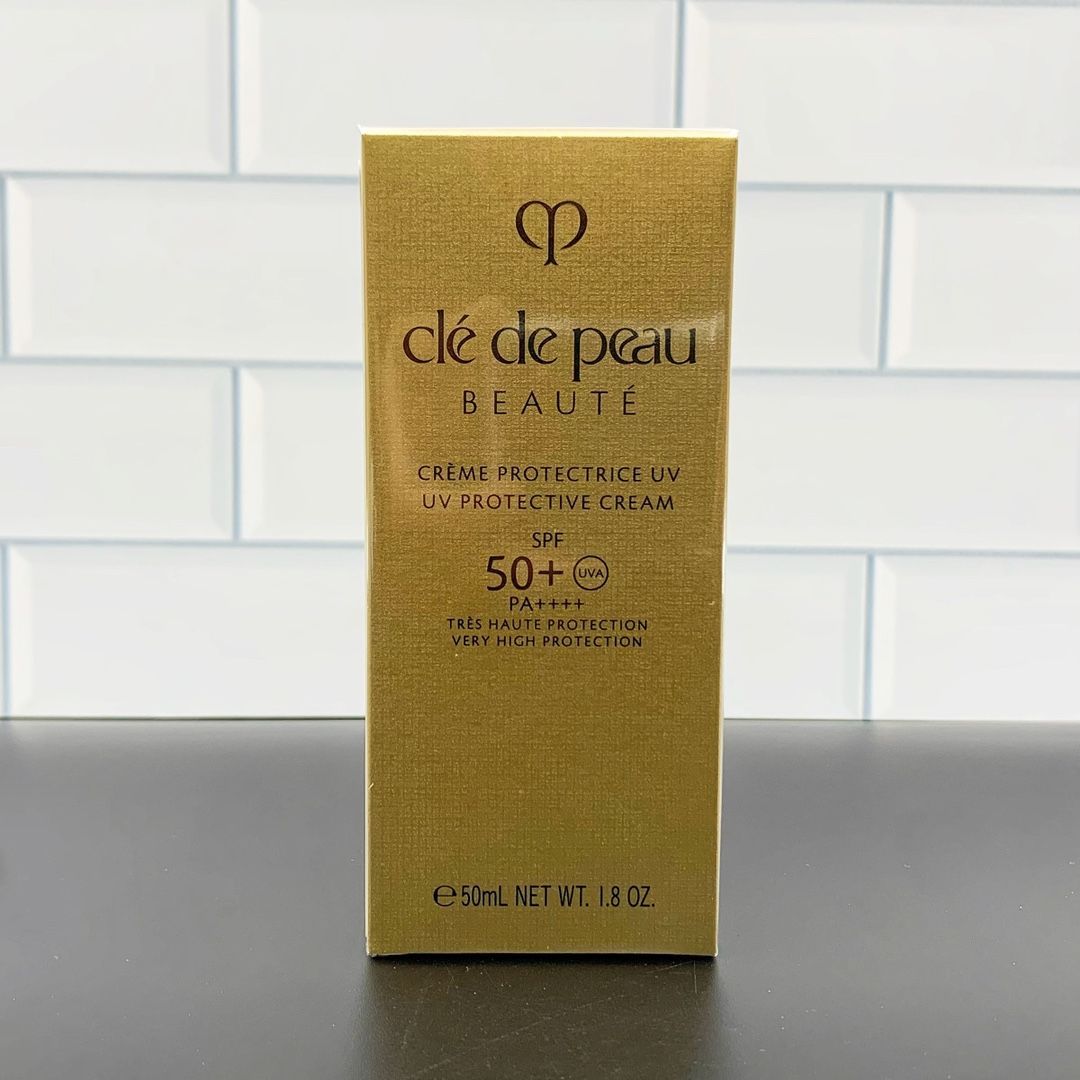 clé de peau
BEAUTÉ
CRÈME PROTECTRICE UV
UV PROTECTIVE CREAM
SPF
50+ UVA
PA++++
TRÈS HAUTE PROTECTION
VERY HIGH PROTECTION
℮50mL NET WT. 1.8 OZ.